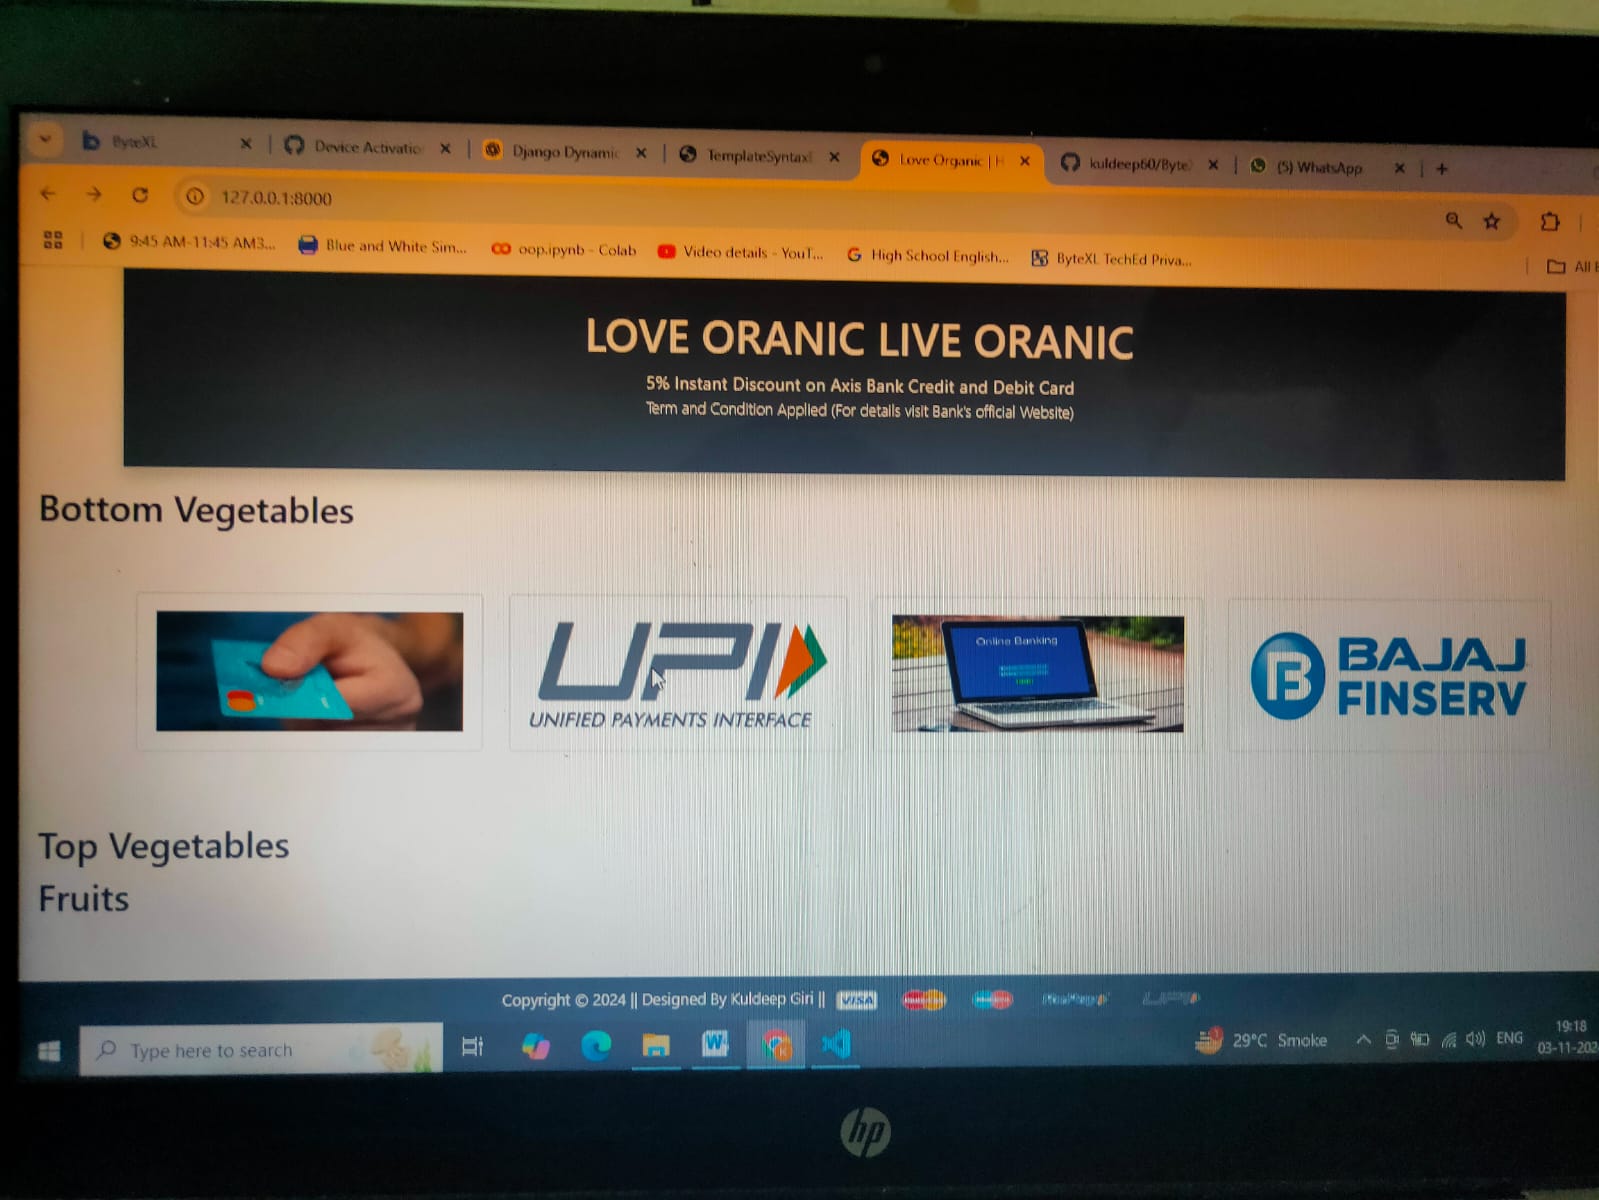 ByteXL
Device Activatio
Django Dynamic
TemplateSyntaxE
Love Organic | H
kuldeep60/Byte
(5) WhatsApp
127.0.0.1:8000
9:45 AM-11:45 AM3...
Blue and White Sim...
oop.ipynb - Colab
Video details - YouT...
High School English...
ByteXL TechEd Priva...
All B
LOVE ORANIC LIVE ORANIC
5% Instant Discount on Axis Bank Credit and Debit Card
Term and Condition Applied (For details visit Bank's official Website)
Bottom Vegetables
Online Banking
UPI
UNIFIED PAYMENTS INTERFACE
BAJAJ
FINSERV
Top Vegetables
Fruits
Copyright © 2024 || Designed By Kuldeep Giri || VISA
UPI
Type here to search
29°C Smoke
ENG
19:18
03-11-202
hp